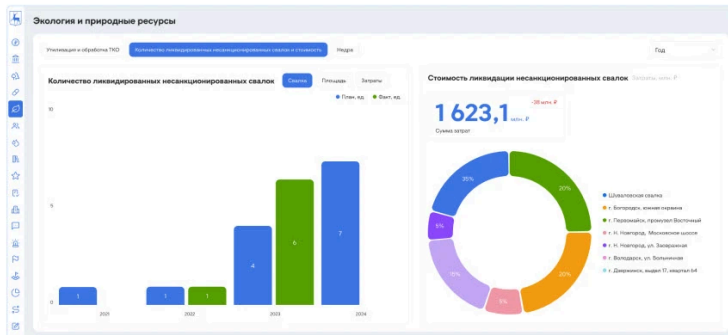 Экология и природные ресурсы
Утилизация и обработка ТКО
Количество ликвидированных несанкционированных свалок и стоимость
Недра
Год
Количество ликвидированных несанкционированных свалок
Свалок
Площадь
Затраты
План, ед.
Факт, ед.
10
5
0
1
1
1
4
6
7
2021
2022
2023
2024
Стоимость ликвидации несанкционированных свалок Затраты, млн. ₽
1 623,1 млн. ₽
Сумма затрат
20%
20%
5%
15%
5%
Шуваловская свалка
г. Богородск, южная окраина
г. Первомайск, промузел Восточный
г. Н. Новгород, Московское шоссе
г. Н. Новгород, ул. Заовражная
г. Володарск, ул. Больничная
г. Дзержинск, выдел 17, квартал 64